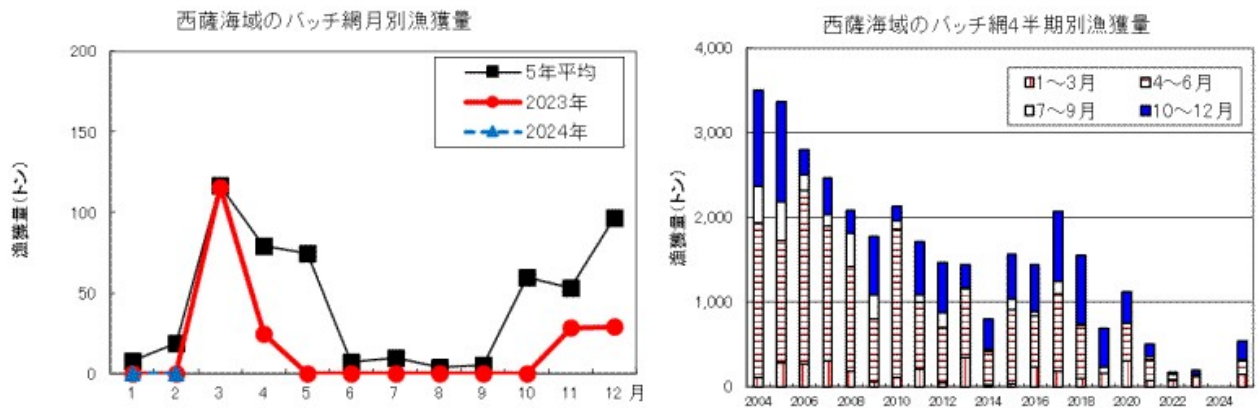 西薩海域のバッチ網月別漁獲量
200
150
100
50
0
漁獲量(トン)
5年平均
2023年
2024年
1 2 3 4 5 6 7 8 9 10 11 12 月
西薩海域のバッチ網4半期別漁獲量
4,000
3,000
2,000
1,000
0
漁獲量(トン)
1～3月 4～6月
7～9月 10～12月
2004 2006 2008 2010 2012 2014 2016 2018 2020 2022 2024